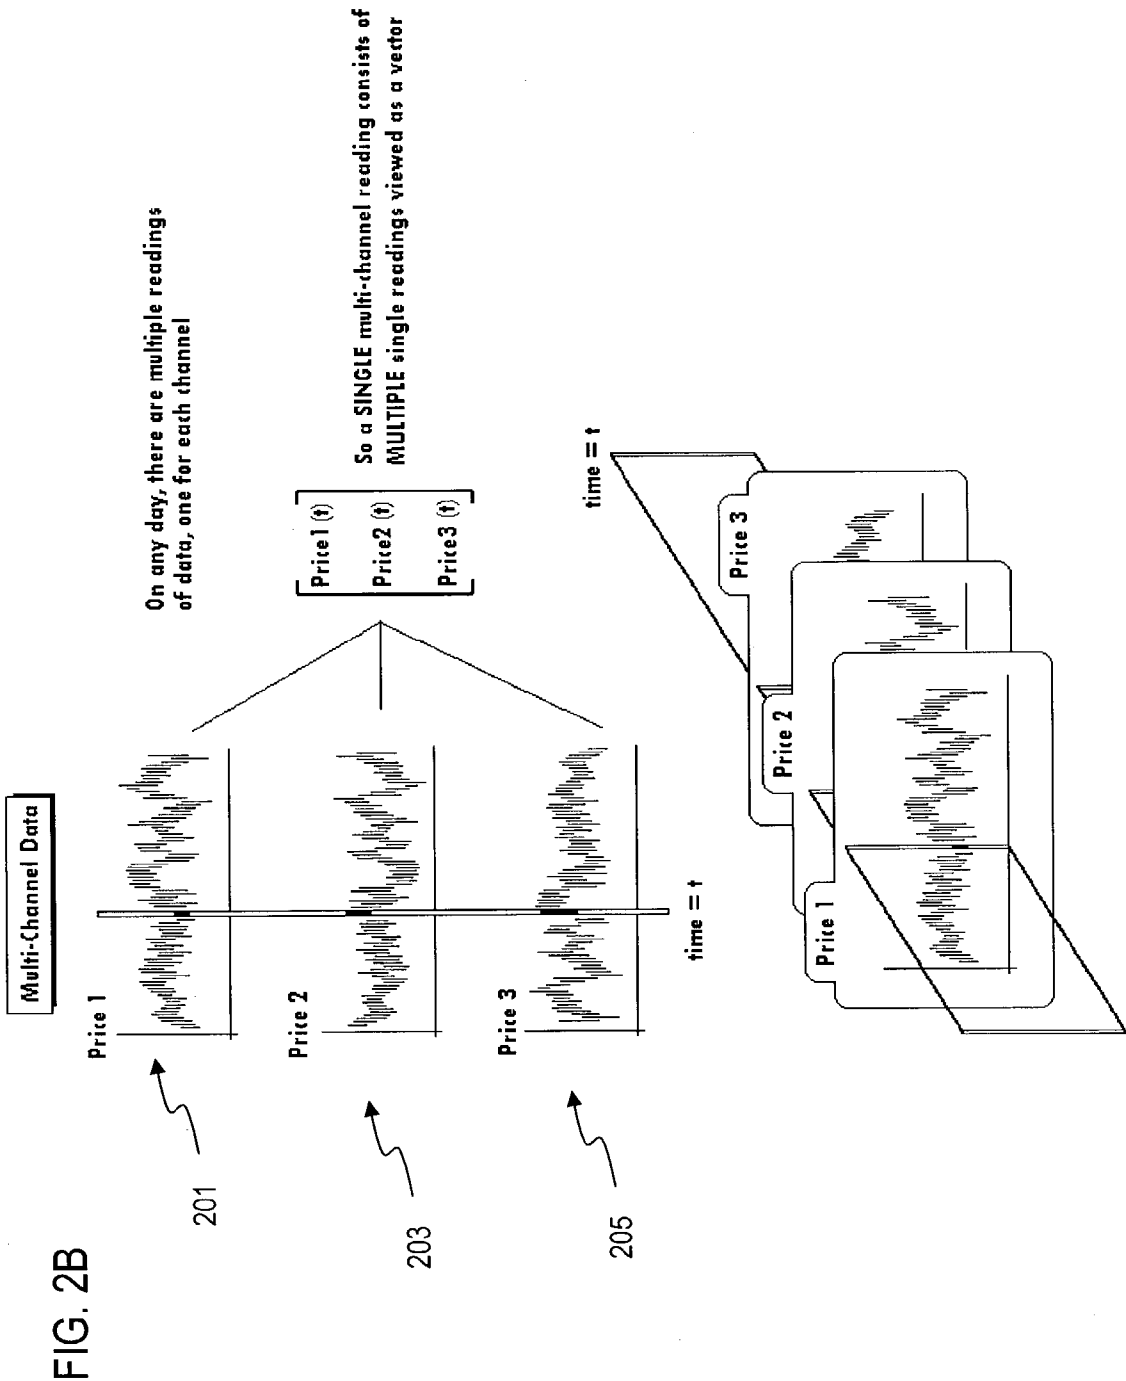 FIG. 2B
Multi-Channel Data
Price 1
201
On any day, there are multiple readings
of data, one for each channel
Price 2
203
Price1 (t)
Price2 (t)
Price3 (t)
So a SINGLE multi-channel reading consists of
MULTIPLE single readings viewed as a vector
Price 3
205
time = t
time = t
Price 1
Price 2
Price 3